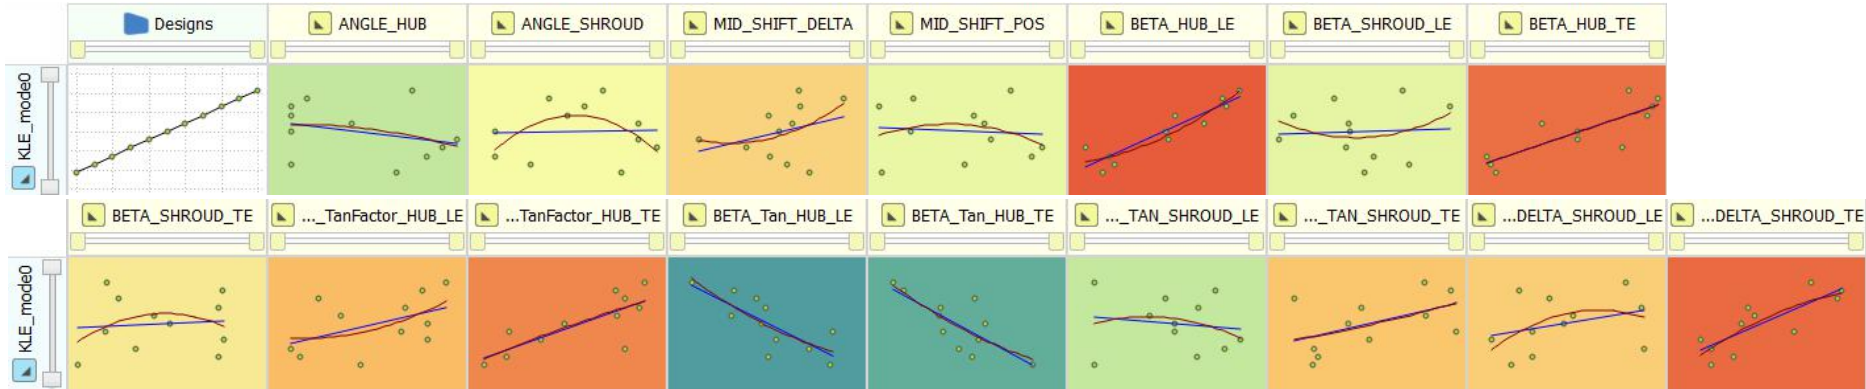 Designs ANGLE_HUB ANGLE_SHROUD MID_SHIFT_DELTA MID_SHIFT_POS BETA_HUB_LE BETA_SHROUD_LE BETA_HUB_TE
KLE_mode0
BETA_SHROUD_TE ..._TanFactor_HUB_LE ...TanFactor_HUB_TE BETA_Tan_HUB_LE BETA_Tan_HUB_TE ..._TAN_SHROUD_LE ..._TAN_SHROUD_TE ...DELTA_SHROUD_LE ...DELTA_SHROUD_TE
KLE_mode0